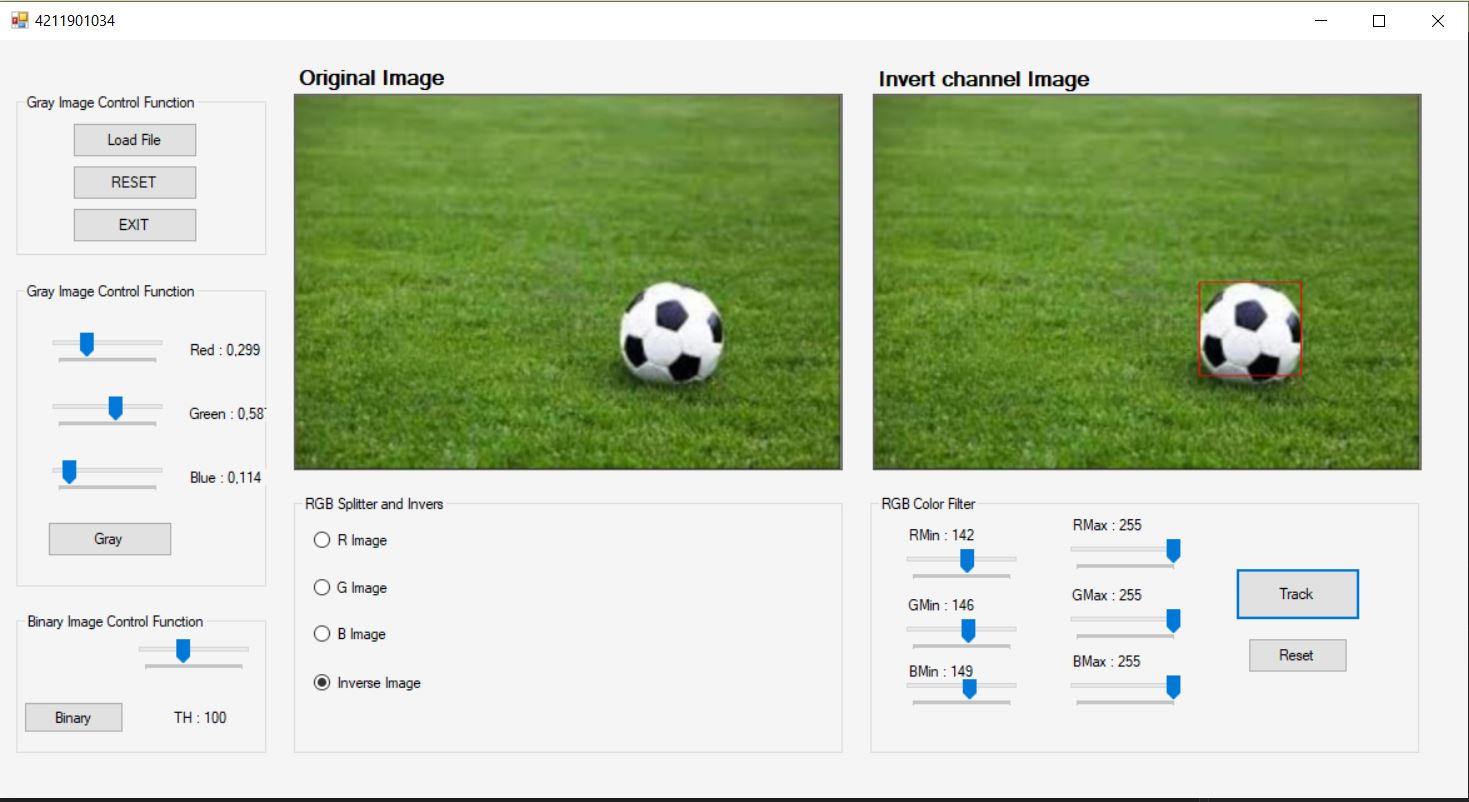 4211901034
Gray Image Control Function
Load File
RESET
EXIT
Gray Image Control Function
Red : 0,299
Green : 0,587
Blue : 0,114
Gray
Binary Image Control Function
Binary
TH : 100
Original Image
Invert channel Image
RGB Splitter and Invers
R Image
G Image
B Image
Inverse Image
RGB Color Filter
RMin : 142
RMax : 255
GMin : 146
GMax : 255
BMin : 149
BMax : 255
Track
Reset